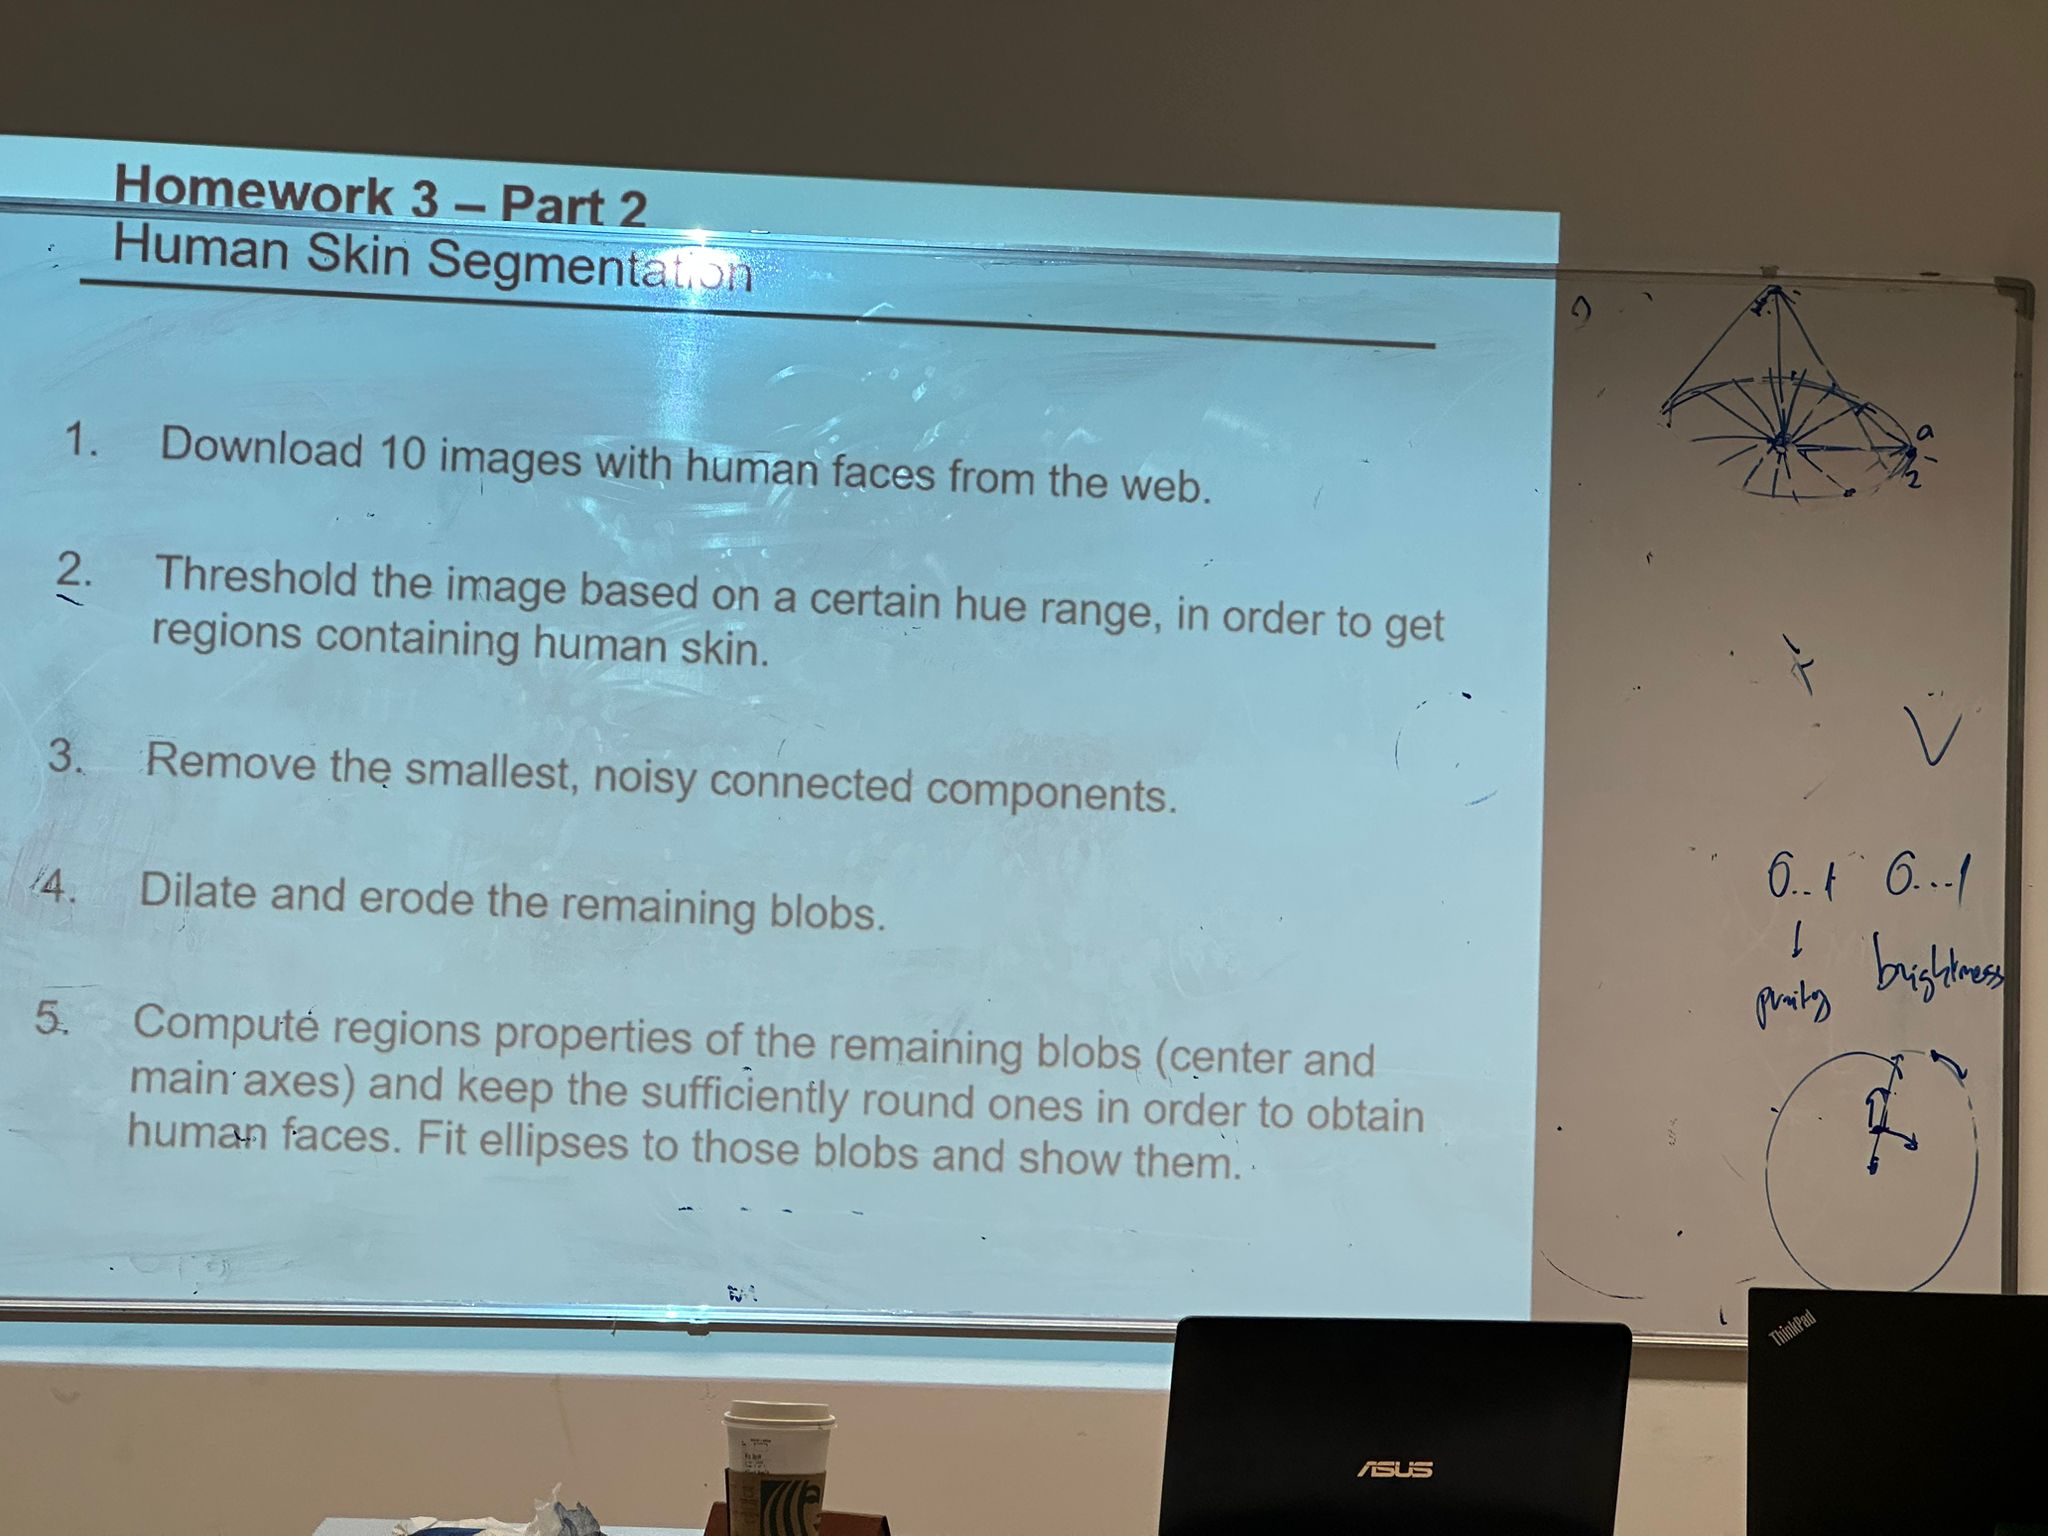 Homework 3 – Part 2
Human Skin Segmentation
1. Download 10 images with human faces from the web.
2. Threshold the image based on a certain hue range, in order to get
regions containing human skin.
3. Remove the smallest, noisy connected components.
4. Dilate and erode the remaining blobs.
5. Compute regions properties of the remaining blobs (center and
main axes) and keep the sufficiently round ones in order to obtain
human faces. Fit ellipses to those blobs and show them.
a
2
V
0..1 0...1
purity brightness
ASUS
ThinkPad